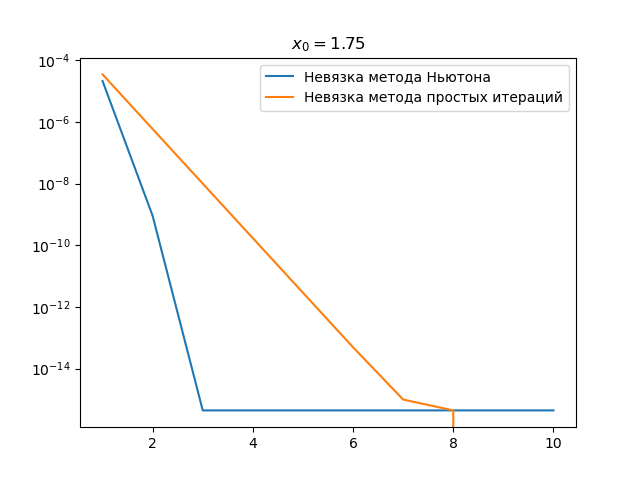 $x_0 = 1.75$
Невязка метода Ньютона
Невязка метода простых итераций
$10^{-4}$
$10^{-6}$
$10^{-8}$
$10^{-10}$
$10^{-12}$
$10^{-14}$
2 4 6 8 10